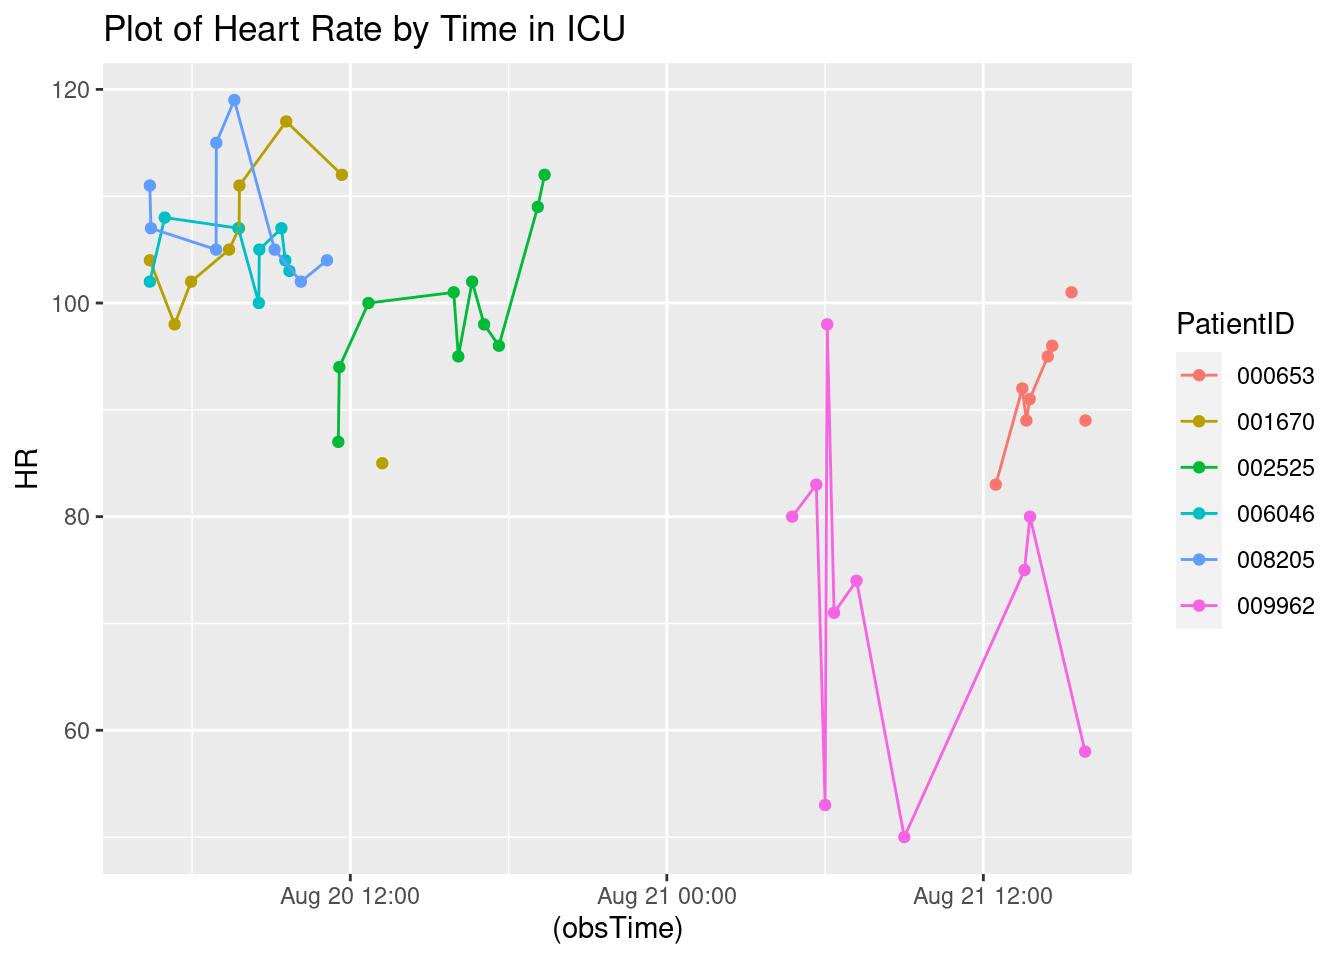 Plot of Heart Rate by Time in ICU
120
100
80
60
HR
Aug 20 12:00
Aug 21 00:00
Aug 21 12:00
(obsTime)
PatientID
000653
001670
002525
006046
008205
009962